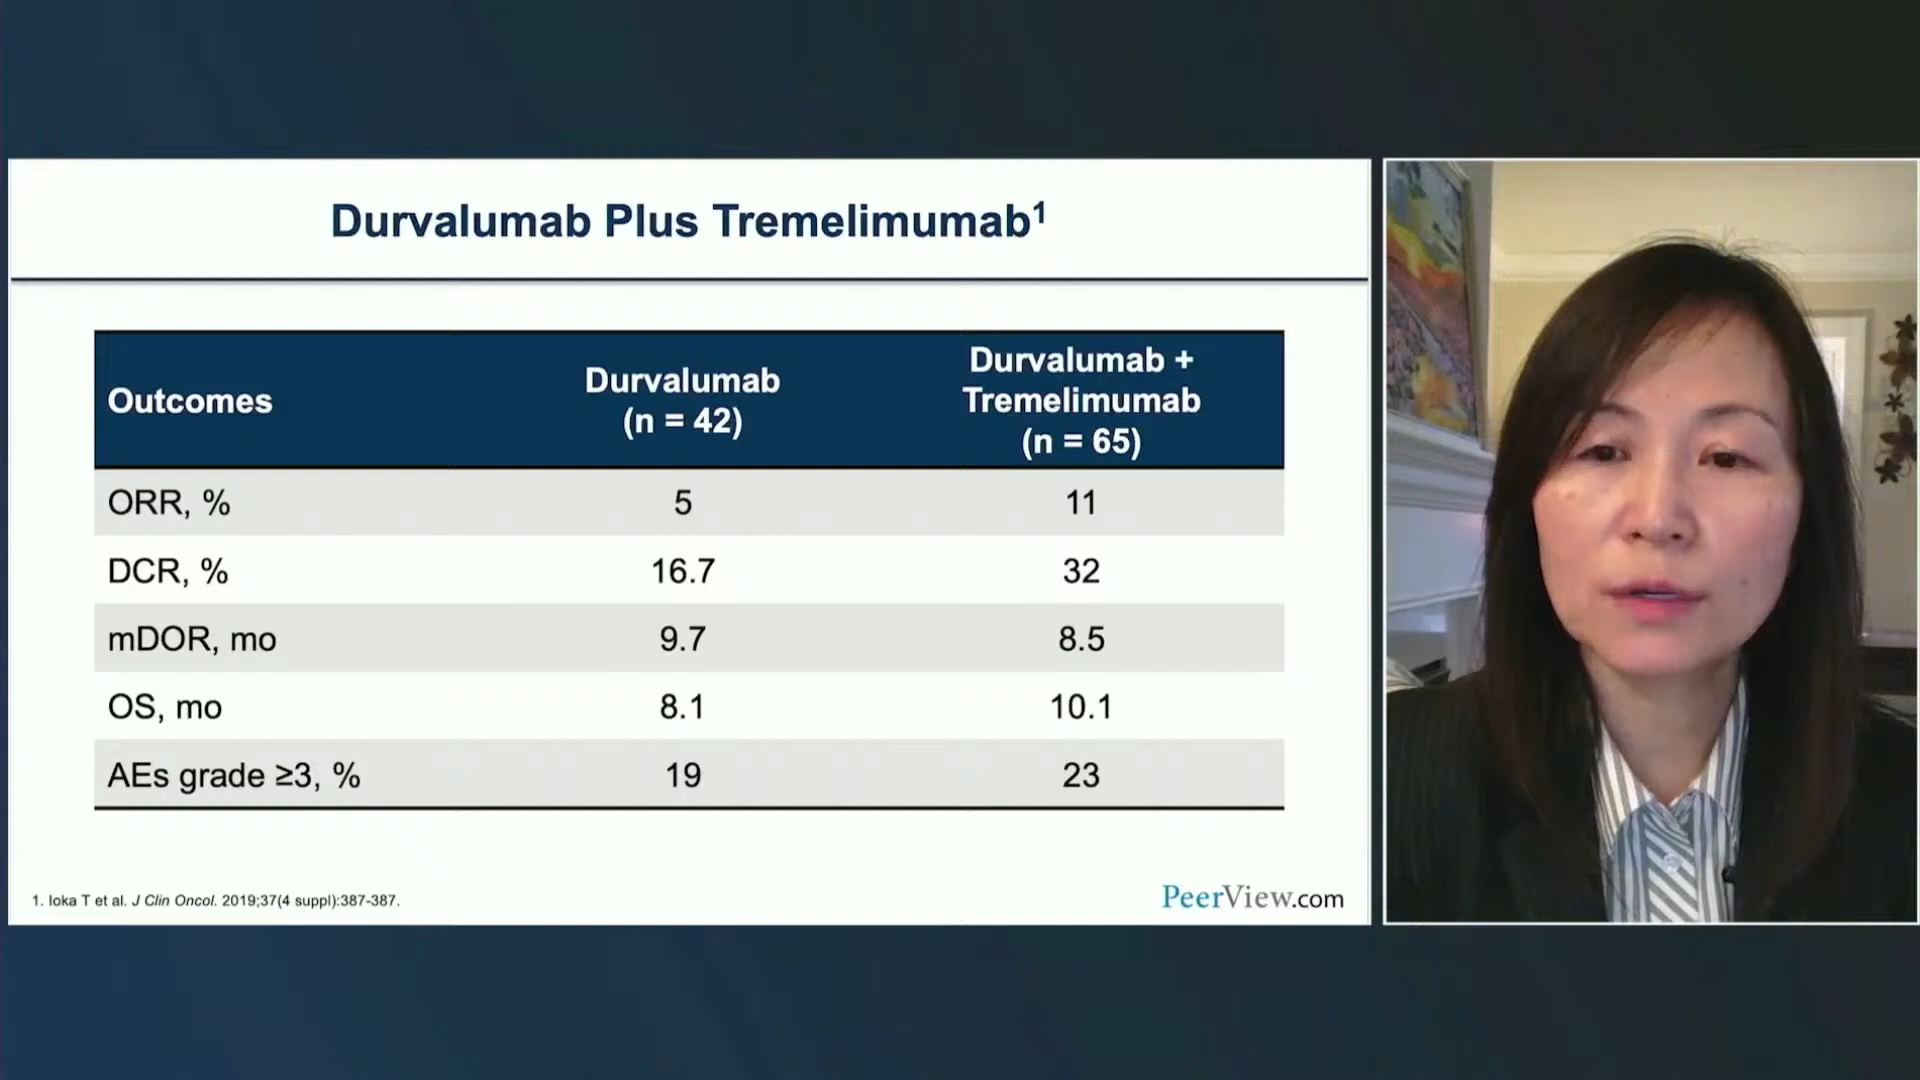 Durvalumab Plus Tremelimumab¹
Outcomes
Durvalumab
(n = 42)
Durvalumab +
Tremelimumab
(n = 65)
ORR, % 5 11
DCR, % 16.7 32
mDOR, mo 9.7 8.5
OS, mo 8.1 10.1
AEs grade ≥3, % 19 23
1. Ioka T et al. J Clin Oncol. 2019;37(4 suppl):387-387.
PeerView.com